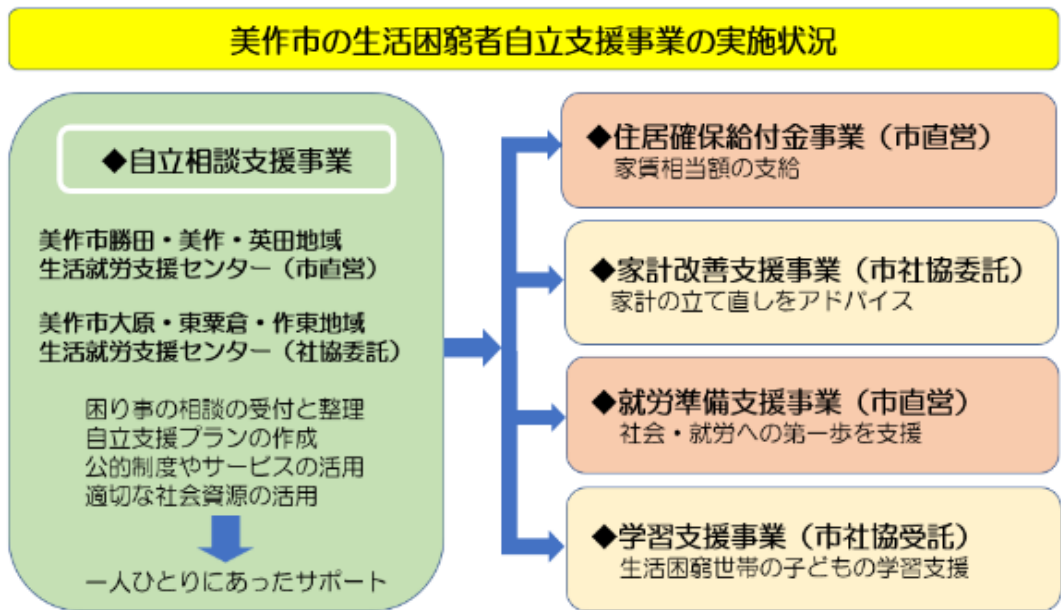 美作市の生活困窮者自立支援事業の実施状況
◆自立相談支援事業
美作市勝田・美作・英田地域
生活就労支援センター（市直営）
美作市大原・東粟倉・作東地域
生活就労支援センター（社協委託）
困り事の相談の受付と整理
自立支援プランの作成
公的制度やサービスの活用
適切な社会資源の活用
一人ひとりにあったサポート
◆住居確保給付金事業（市直営）
家賃相当額の支給
◆家計改善支援事業（市社協委託）
家計の立て直しをアドバイス
◆就労準備支援事業（市直営）
社会・就労への第一歩を支援
◆学習支援事業（市社協受託）
生活困窮世帯の子どもの学習支援